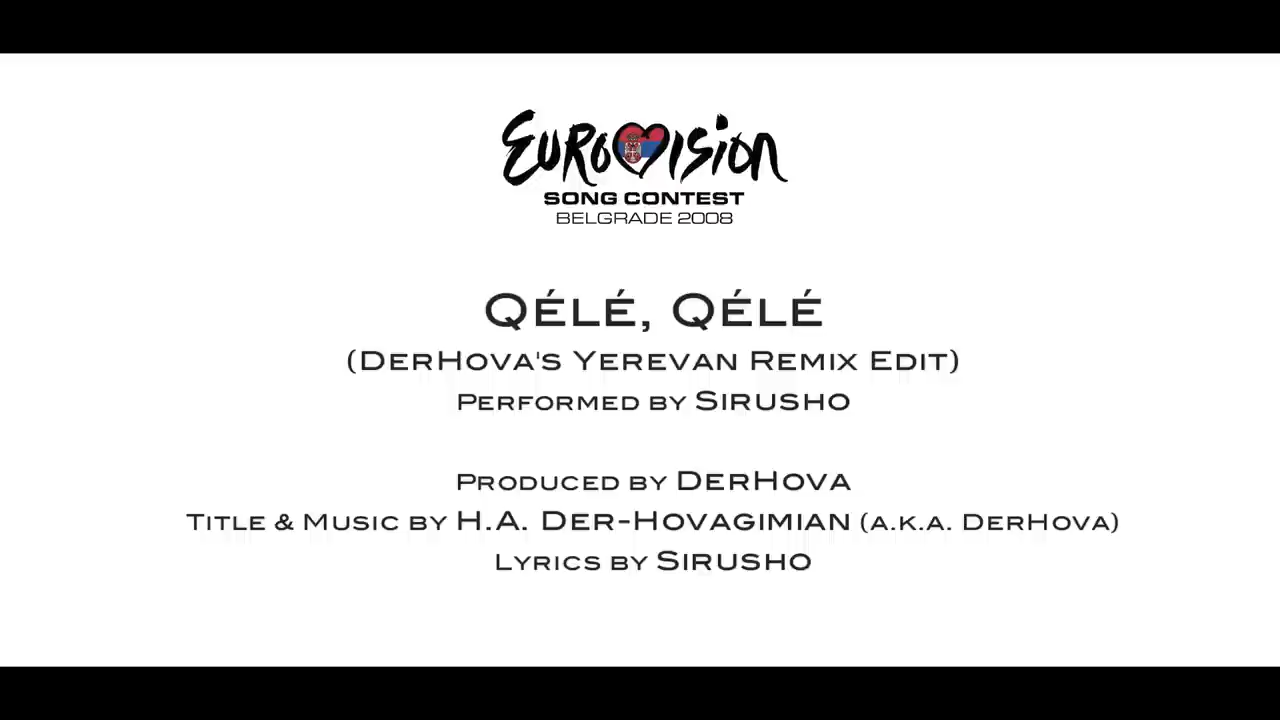 EUROVISION
SONG CONTEST
BELGRADE 2008
QÉLÉ, QÉLÉ
(DERHOVA'S YEREVAN REMIX EDIT)
PERFORMED BY SIRUSHO
PRODUCED BY DERHOVA
TITLE & MUSIC BY H.A. DER-HOVAGIMIAN (A.K.A. DERHOVA)
LYRICS BY SIRUSHO